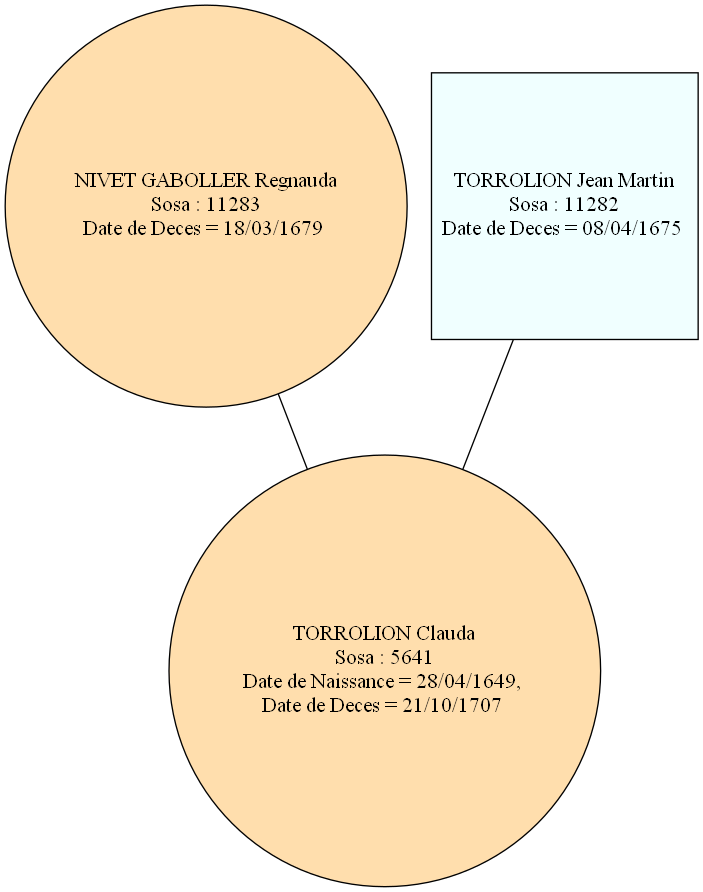 NIVET GABOLLER Regnauda
Sosa : 11283
Date de Deces = 18/03/1679
TORROLION Jean Martin
Sosa : 11282
Date de Deces = 08/04/1675
TORROLION Clauda
Sosa : 5641
Date de Naissance = 28/04/1649,
Date de Deces = 21/10/1707